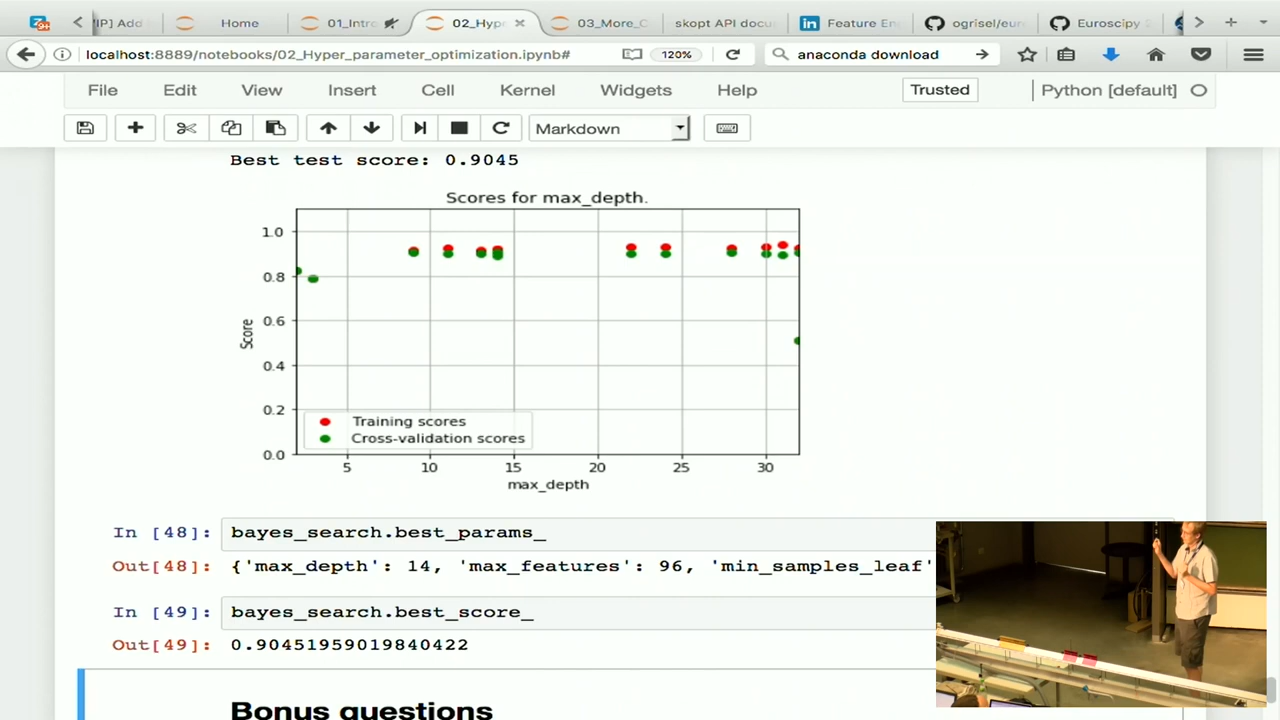 'IP] Add
Home
01_Intro
02_Hype
03_More_C
skopt API docu
Feature En
ogrisel/eur
Euroscipy
localhost:8889/notebooks/02_Hyper_parameter_optimization.ipynb#
120%
anaconda download
File Edit View Insert Cell Kernel Widgets Help
Trusted
Python [default]
Markdown
Best test score: 0.9045
Scores for max_depth.
1.0
0.8
0.6
0.4
0.2
0.0
Score
Training scores
Cross-validation scores
5 10 15 20 25 30
max_depth
In [48]: bayes_search.best_params_
Out[48]: {'max_depth': 14, 'max_features': 96, 'min_samples_leaf'
In [49]: bayes_search.best_score_
Out[49]: 0.90451959019840422
Bonus questions